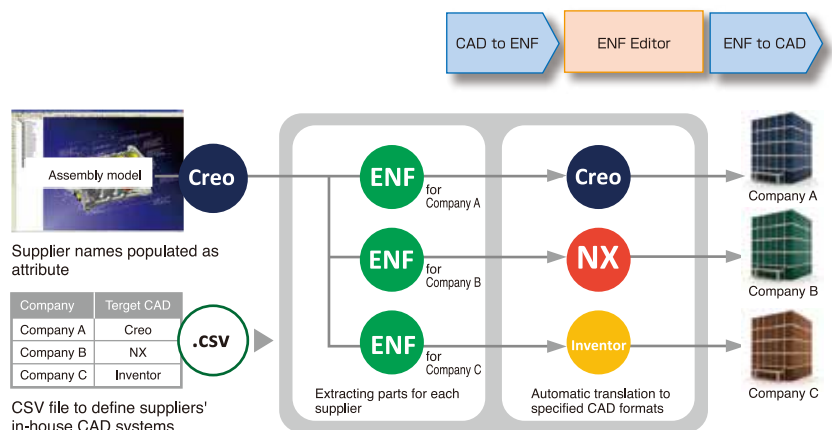 CAD to ENF
ENF Editor
ENF to CAD
Assembly model
Creo
ENF
for
Company A
Creo
Company A
Supplier names populated as
attribute
ENF
for
Company B
NX
Company B
Company
Terget CAD
Company A
Creo
Company B
NX
Company C
Inventor
.csv
ENF
for
Company C
Inventor
Company C
Extracting parts for each
supplier
Automatic translation to
specified CAD formats
CSV file to define suppliers'
in-house CAD systems